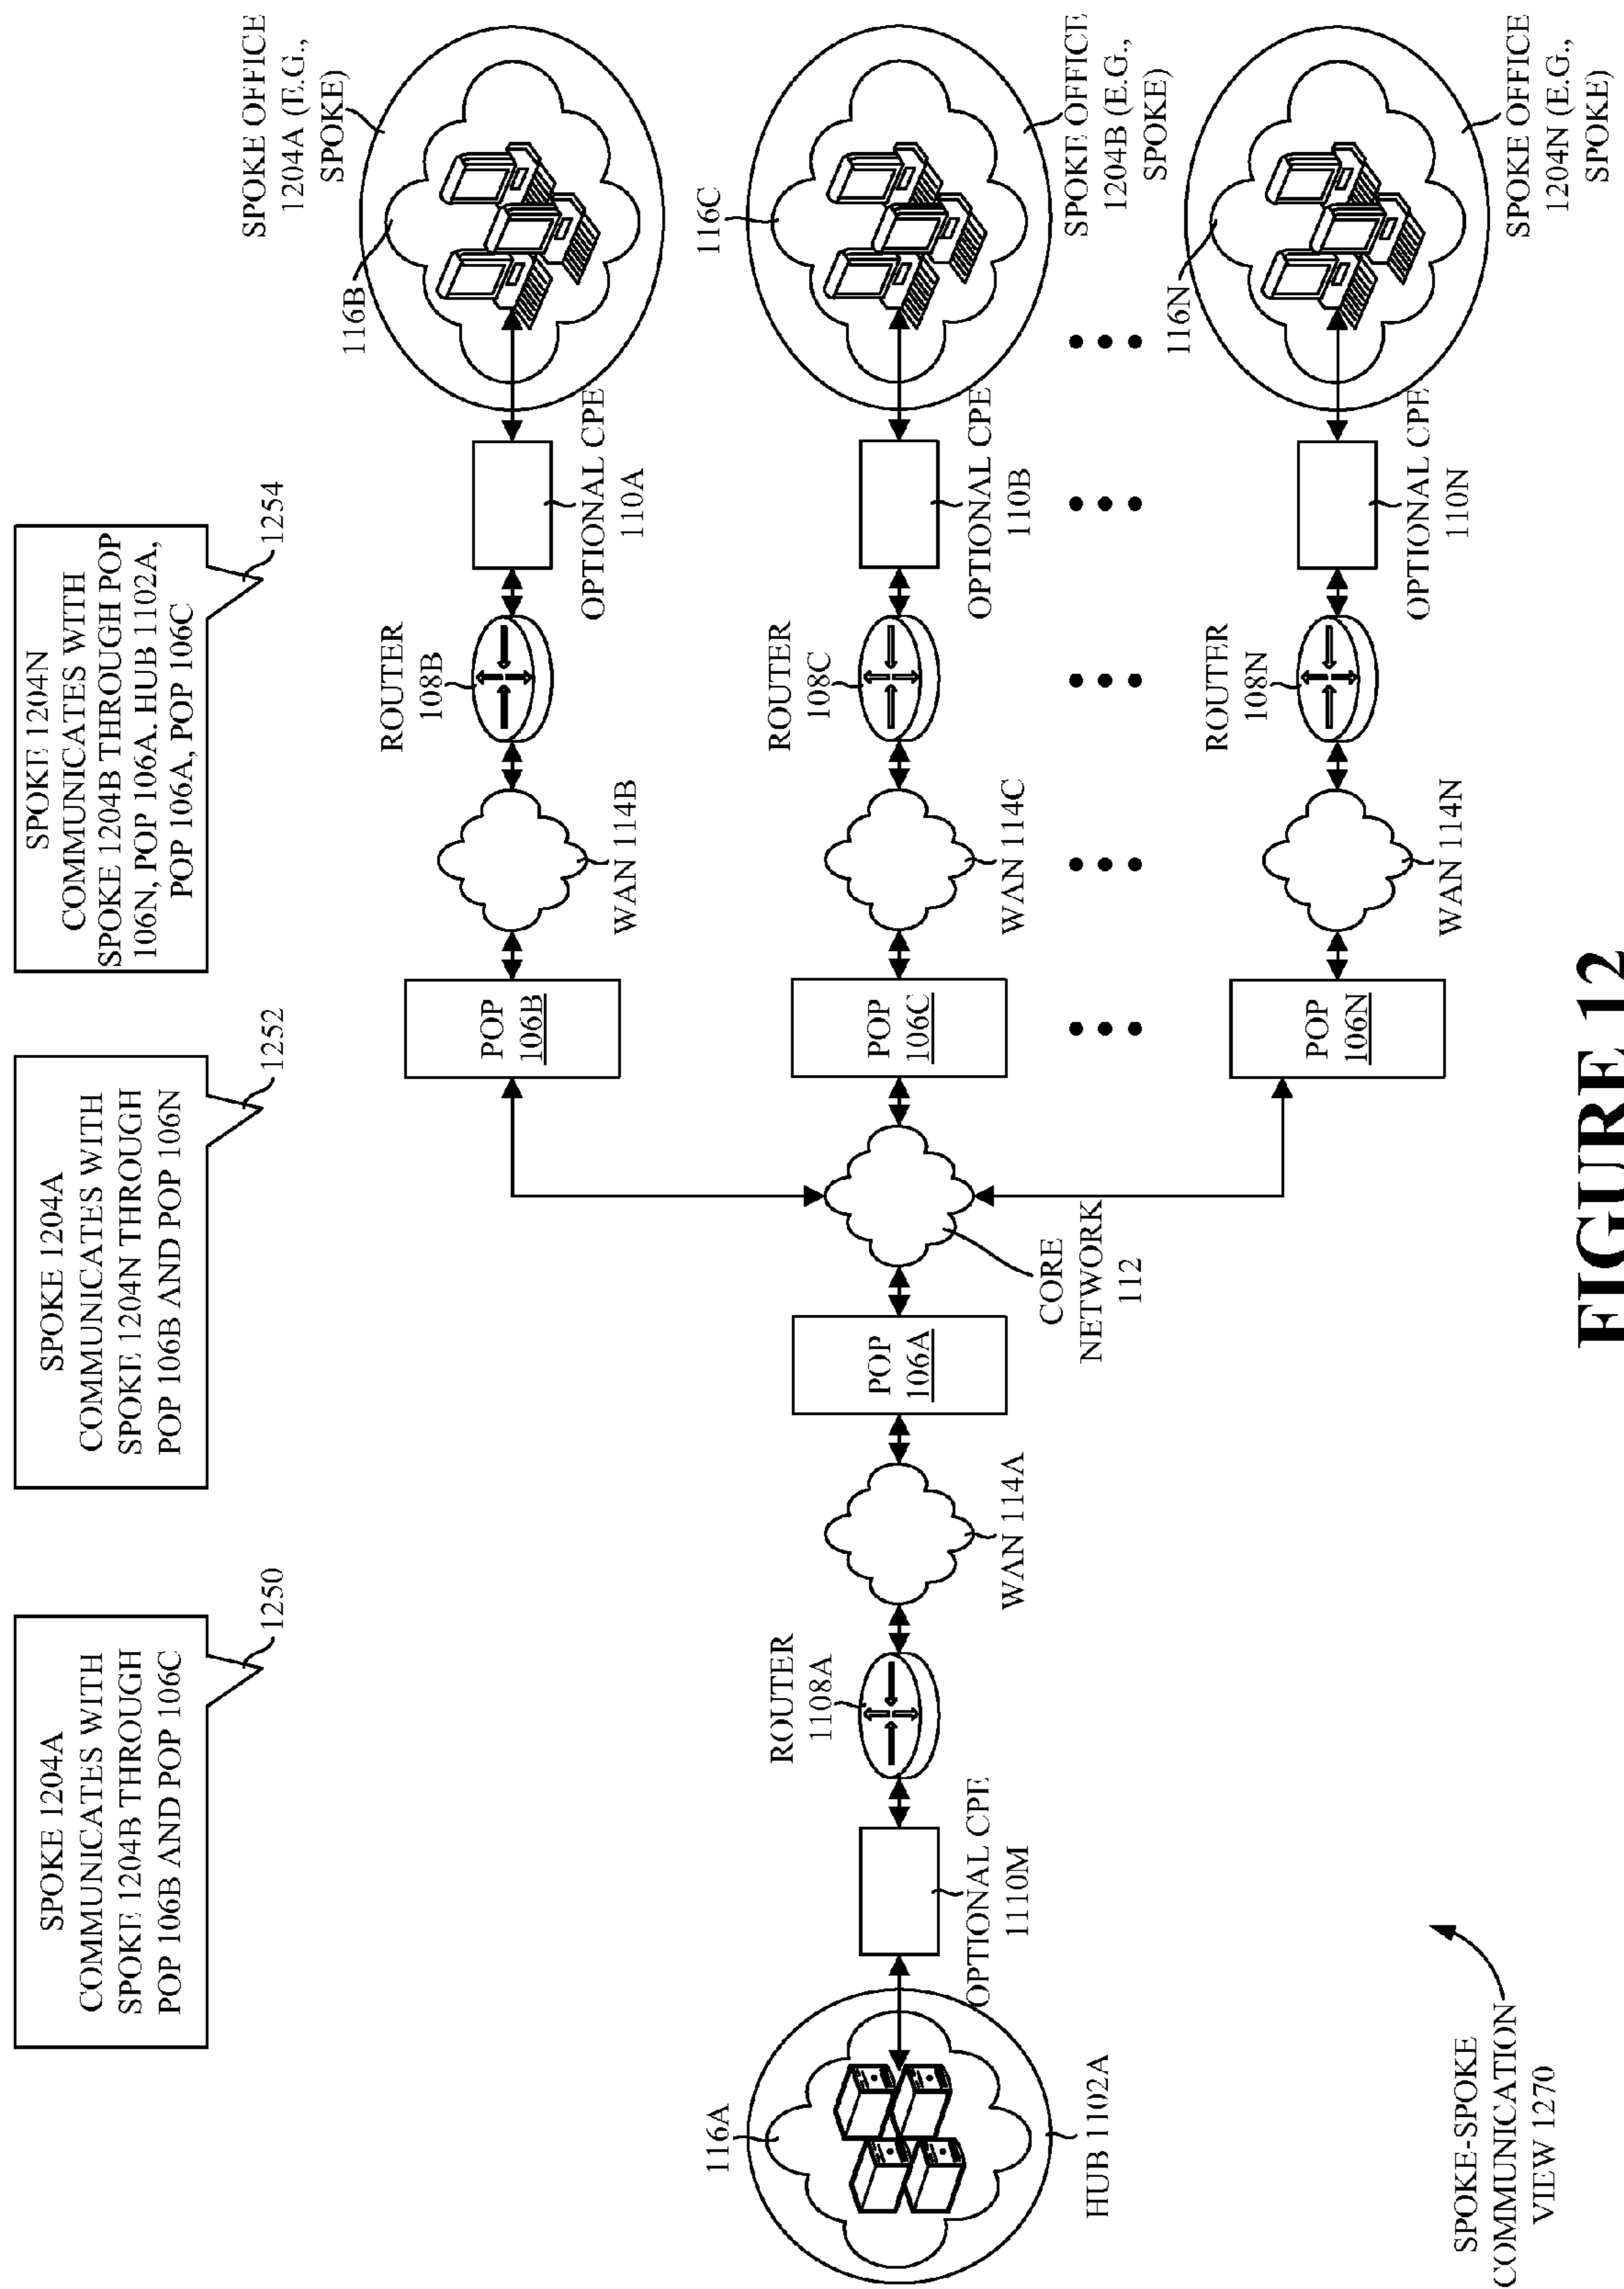 SPOKE 1204A
COMMUNICATES WITH
SPOKE 1204B THROUGH
POP 106B AND POP 106C
1250
SPOKE 1204A
COMMUNICATES WITH
SPOKE 1204N THROUGH
POP 106B AND POP 106N
1252
SPOKE 1204N
COMMUNICATES WITH
SPOKE 1204B THROUGH POP
106N, POP 106A. HUB 1102A,
POP 106A, POP 106C
1254
SPOKE OFFICE
1204A (E.G.,
SPOKE)
116B
ROUTER
108B
OPTIONAL CPE
110A
WAN 114B
POP
106B
116A
HUB 1102A
OPTIONAL CPE
1110M
ROUTER
1108A
WAN 114A
POP
106A
CORE
NETWORK
112
POP
106C
WAN 114C
ROUTER
108C
OPTIONAL CPE
110B
116C
SPOKE OFFICE
1204B (E.G.,
SPOKE)
POP
106N
WAN 114N
ROUTER
108N
OPTIONAL CPE
110N
116N
SPOKE OFFICE
1204N (E.G.,
SPOKE)
SPOKE-SPOKE
COMMUNICATION
VIEW 1270
FIGURE 12